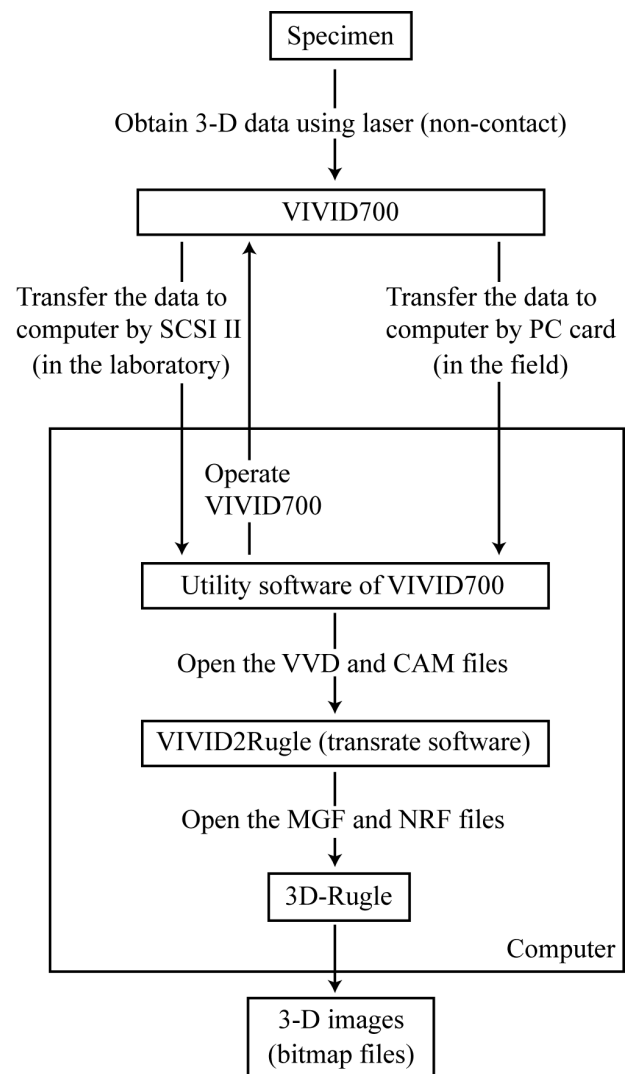 Specimen
Obtain 3-D data using laser (non-contact)
VIVID700
Transfer the data to
computer by SCSI II
(in the laboratory)
Transfer the data to
computer by PC card
(in the field)
Operate
VIVID700
Utility software of VIVID700
Open the VVD and CAM files
VIVID2Rugle (transrate software)
Open the MGF and NRF files
3D-Rugle
Computer
3-D images
(bitmap files)